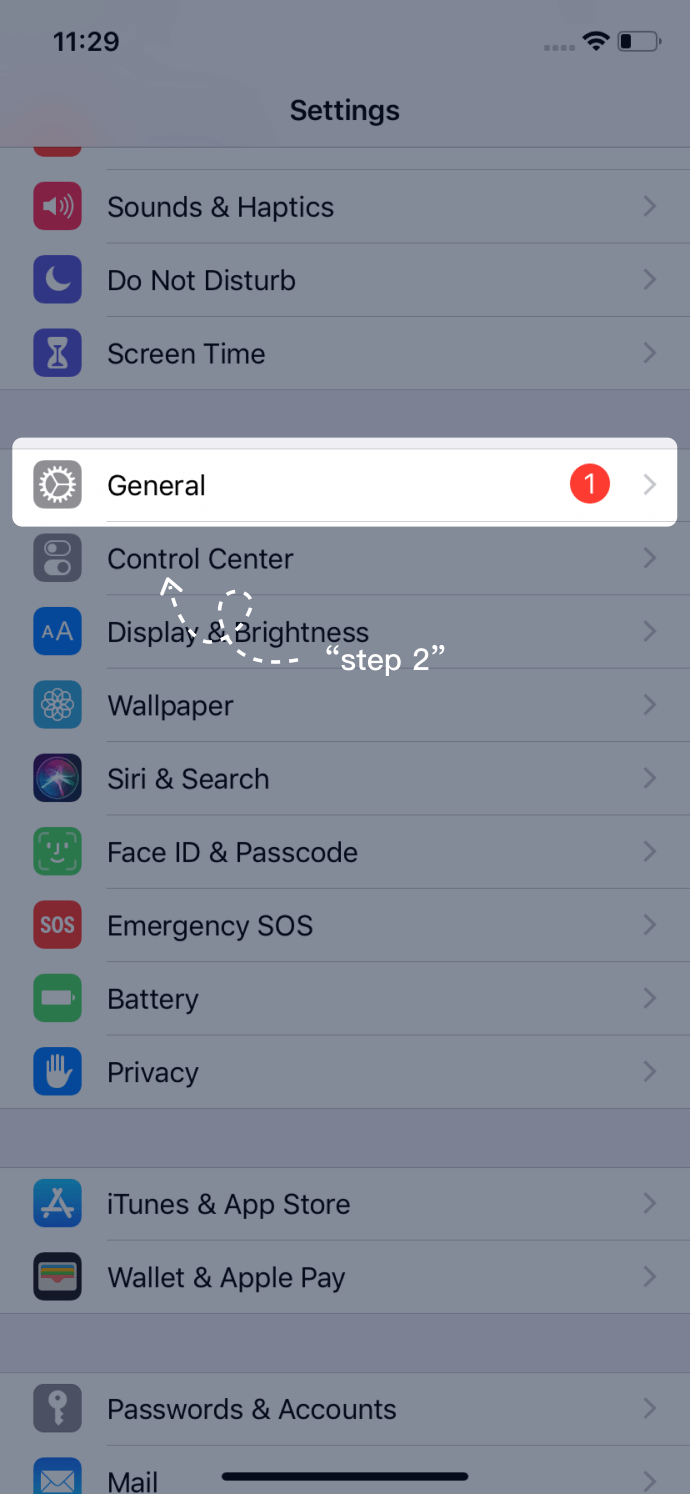 11:29
Settings
Sounds & Haptics
Do Not Disturb
Screen Time
General 1
Control Center
AA Display & Brightness
“step 2”
Wallpaper
Siri & Search
Face ID & Passcode
SOS Emergency SOS
Battery
Privacy
iTunes & App Store
Wallet & Apple Pay
Passwords & Accounts
Mail